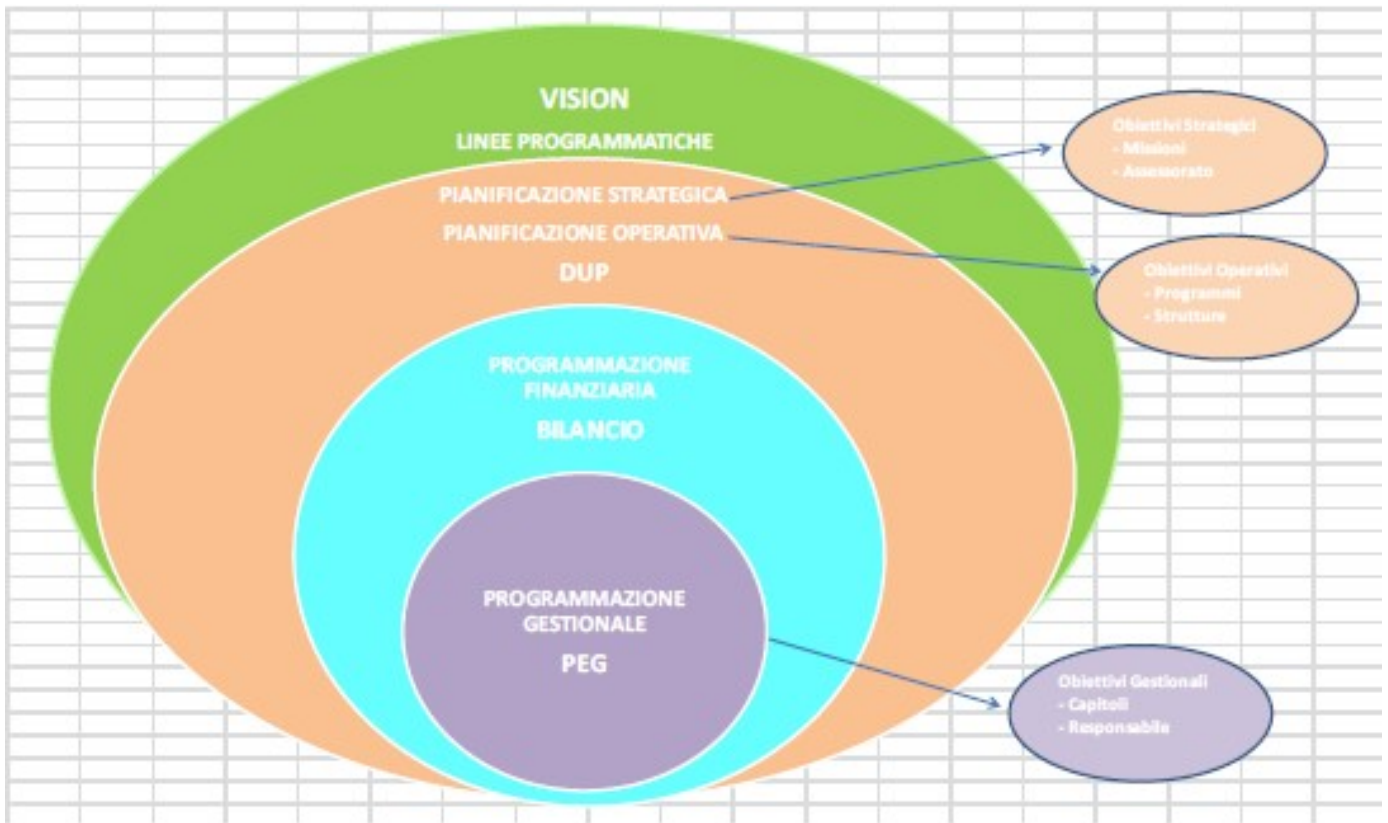 VISION
LINEE PROGRAMMATICHE
PIANIFICAZIONE STRATEGICA
PIANIFICAZIONE OPERATIVA
DUP
PROGRAMMAZIONE
FINANZIARIA
BILANCIO
PROGRAMMAZIONE
GESTIONALE
PEG
Obiettivi Strategici
- Missioni
- Assessorato
Obiettivi Operativi
- Programmi
- Strutture
Obiettivi Gestionali
- Capitoli
- Responsabile